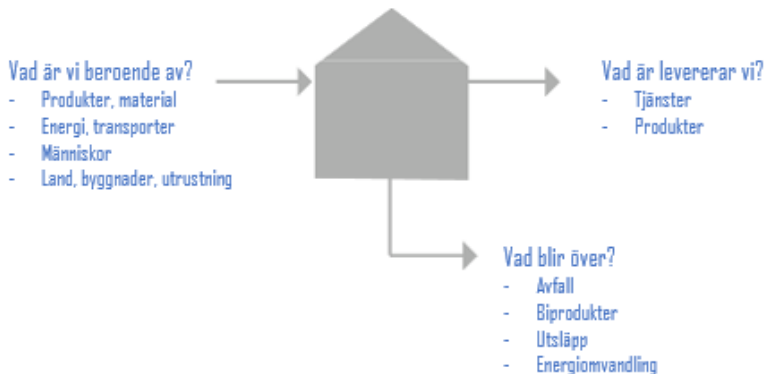 Vad är vi beroende av?
- Produkter, material
- Energi, transporter
- Människor
- Land, byggnader, utrustning
Vad är levererar vi?
- Tjänster
- Produkter
Vad blir över?
- Avfall
- Biprodukter
- Utsläpp
- Energiomvandling